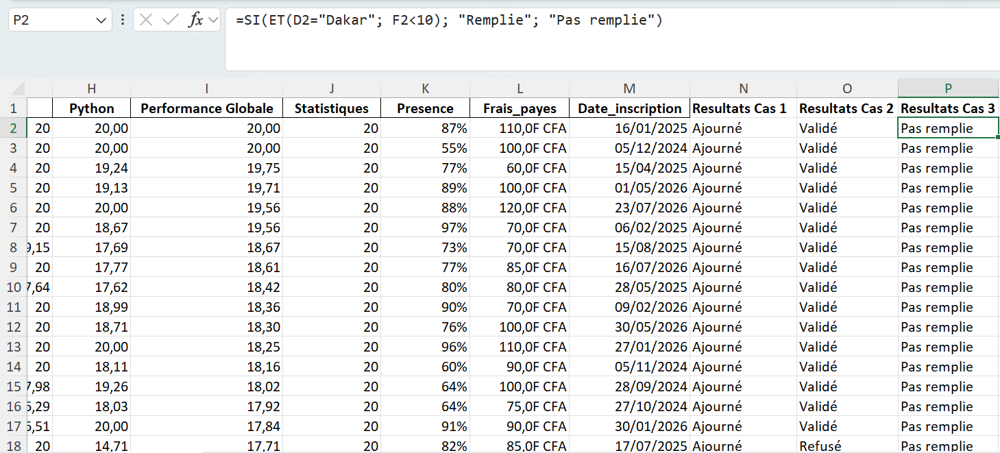 P2 fx =SI(ET(D2="Dakar"; F2<10); "Remplie"; "Pas remplie")
H I J K L M N O P
1 Python Performance Globale Statistiques Presence Frais_payes Date_inscription Resultats Cas 1 Resultats Cas 2 Resultats Cas 3
2 20 20,00 20,00 20 87% 110,0F CFA 16/01/2025 Ajourné Validé Pas remplie
3 20 20,00 20,00 20 55% 100,0F CFA 05/12/2024 Ajourné Validé Pas remplie
4 20 19,24 19,75 20 77% 60,0F CFA 15/04/2025 Ajourné Validé Pas remplie
5 20 19,13 19,71 20 89% 100,0F CFA 01/05/2026 Ajourné Validé Pas remplie
6 20 20,00 19,56 20 88% 120,0F CFA 23/07/2026 Ajourné Validé Pas remplie
7 20 18,67 19,56 20 97% 70,0F CFA 06/02/2025 Ajourné Validé Pas remplie
8 9,15 17,69 18,67 20 73% 70,0F CFA 15/08/2025 Ajourné Validé Pas remplie
9 20 17,77 18,61 20 77% 85,0F CFA 16/07/2026 Ajourné Validé Pas remplie
10 7,64 17,62 18,42 20 80% 80,0F CFA 28/05/2025 Ajourné Validé Pas remplie
11 20 18,99 18,36 20 90% 70,0F CFA 09/02/2026 Ajourné Validé Pas remplie
12 20 18,71 18,30 20 76% 100,0F CFA 30/05/2026 Ajourné Validé Pas remplie
13 20 20,00 18,25 20 96% 110,0F CFA 27/01/2026 Ajourné Validé Pas remplie
14 20 18,11 18,16 20 60% 90,0F CFA 05/11/2024 Ajourné Validé Pas remplie
15 7,98 19,26 18,02 20 64% 100,0F CFA 28/09/2024 Ajourné Validé Pas remplie
16 6,29 18,03 17,92 20 64% 75,0F CFA 27/10/2024 Ajourné Validé Pas remplie
17 6,51 20,00 17,84 20 91% 90,0F CFA 30/01/2026 Ajourné Validé Pas remplie
18 20 14,71 17,71 20 82% 85,0F CFA 17/07/2025 Ajourné Refusé Pas remplie